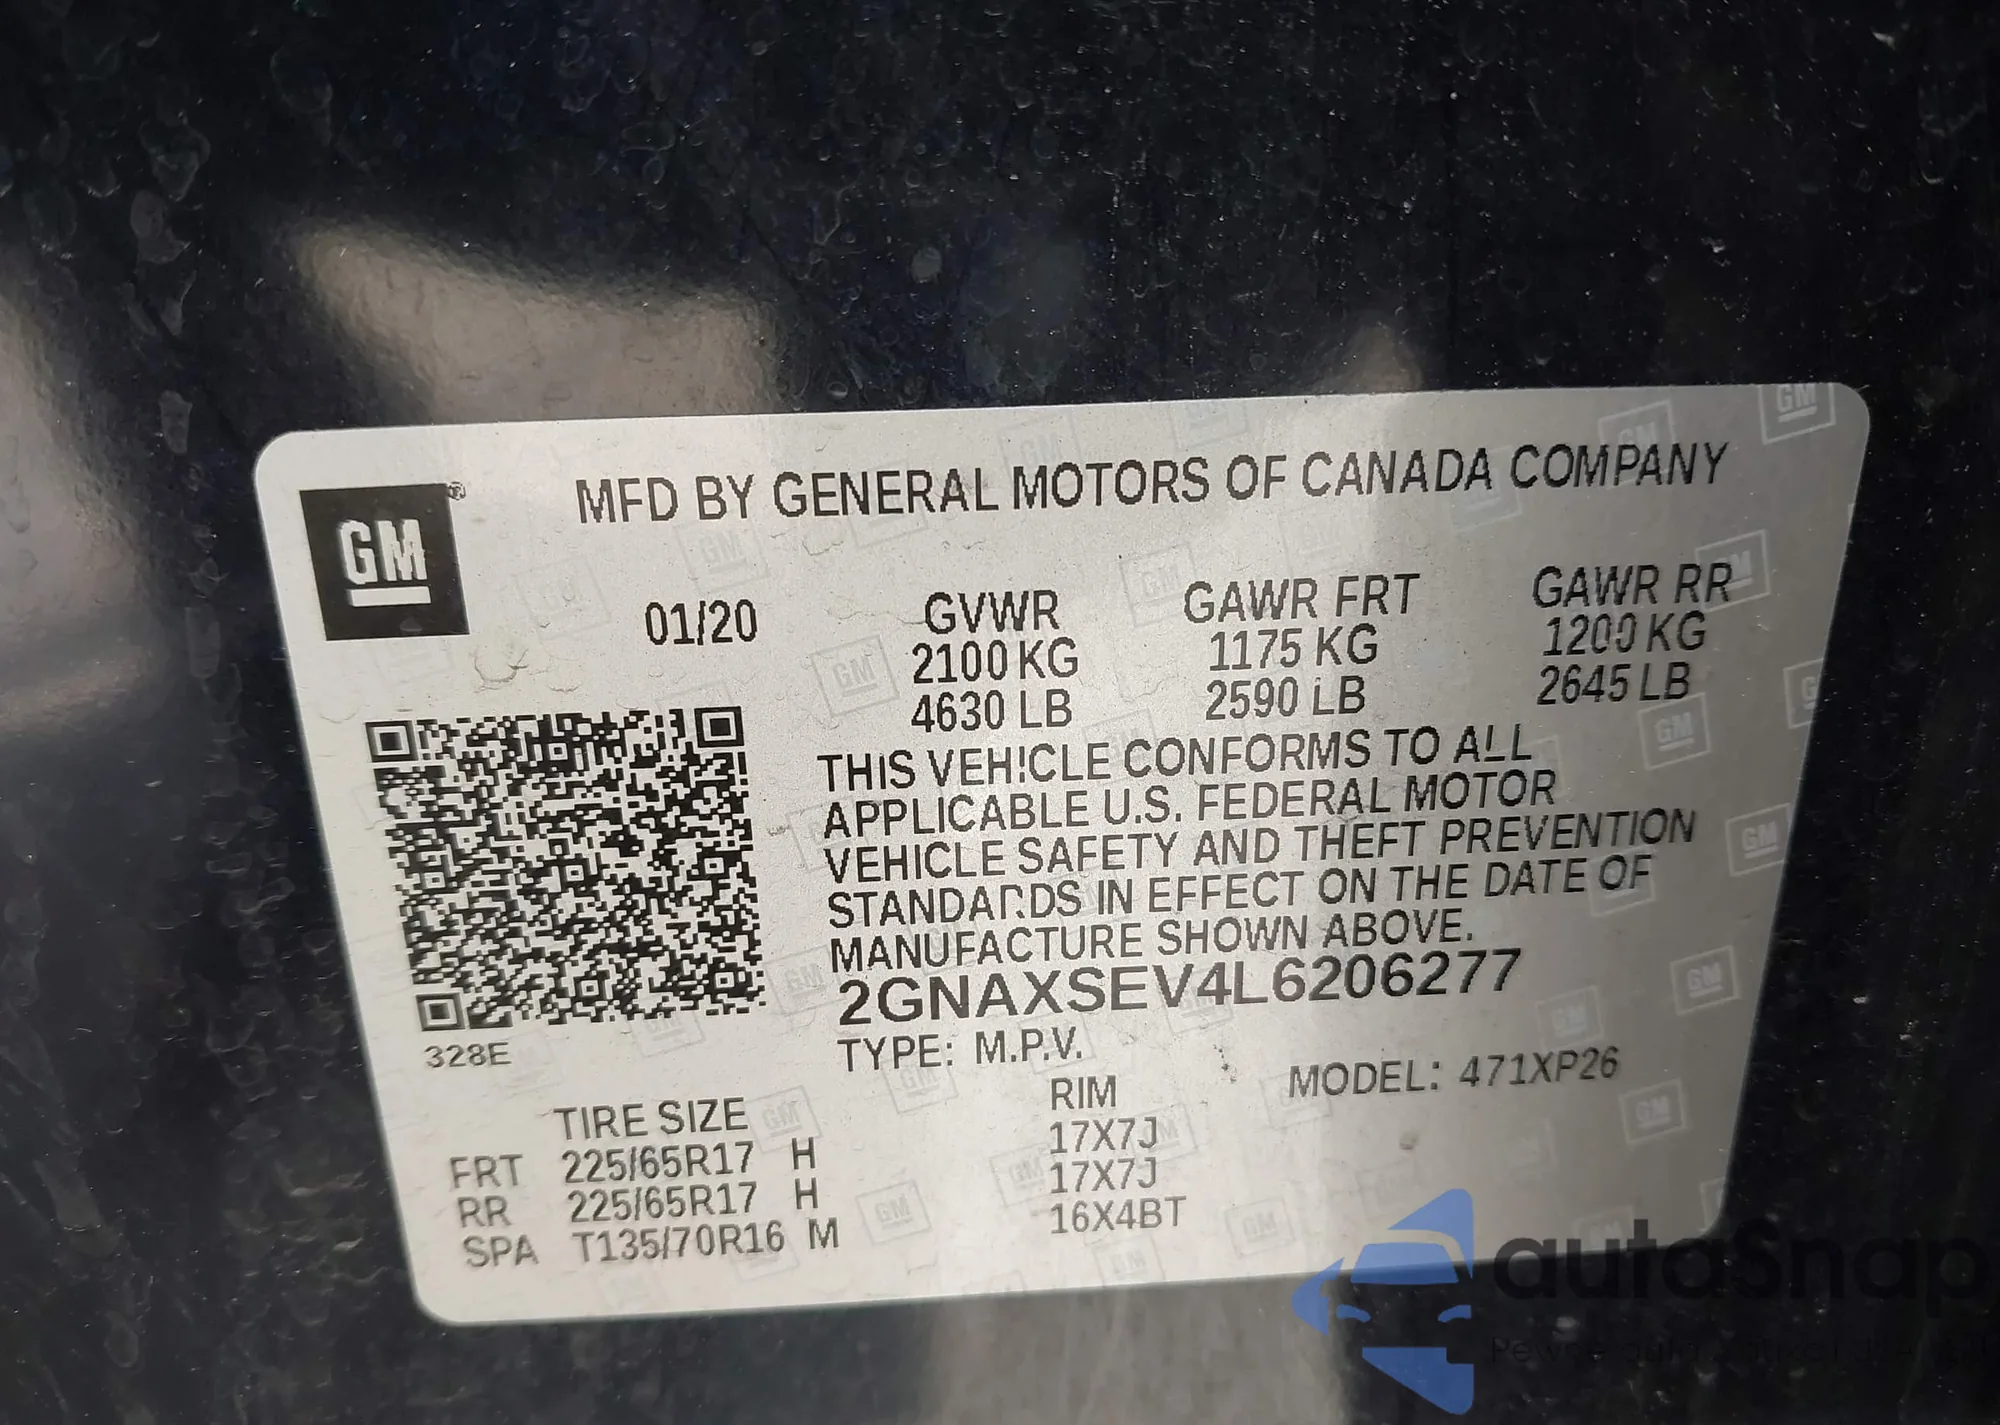 GM®
MFD BY GENERAL MOTORS OF CANADA COMPANY
01/20
GVWR GAWR FRT GAWR RR
2100 KG 1175 KG 1200 KG
4630 LB 2590 LB 2645 LB
THIS VEHICLE CONFORMS TO ALL
APPLICABLE U.S. FEDERAL MOTOR
VEHICLE SAFETY AND THEFT PREVENTION
STANDARDS IN EFFECT ON THE DATE OF
MANUFACTURE SHOWN ABOVE.
2GNAXSEV4L6206277
328E
TYPE: M.P.V. MODEL: 471XP26
TIRE SIZE RIM
FRT 225/65R17 H 17X7J
RR 225/65R17 H 17X7J
SPA T135/70R16 M 16X4BT
autoSnap